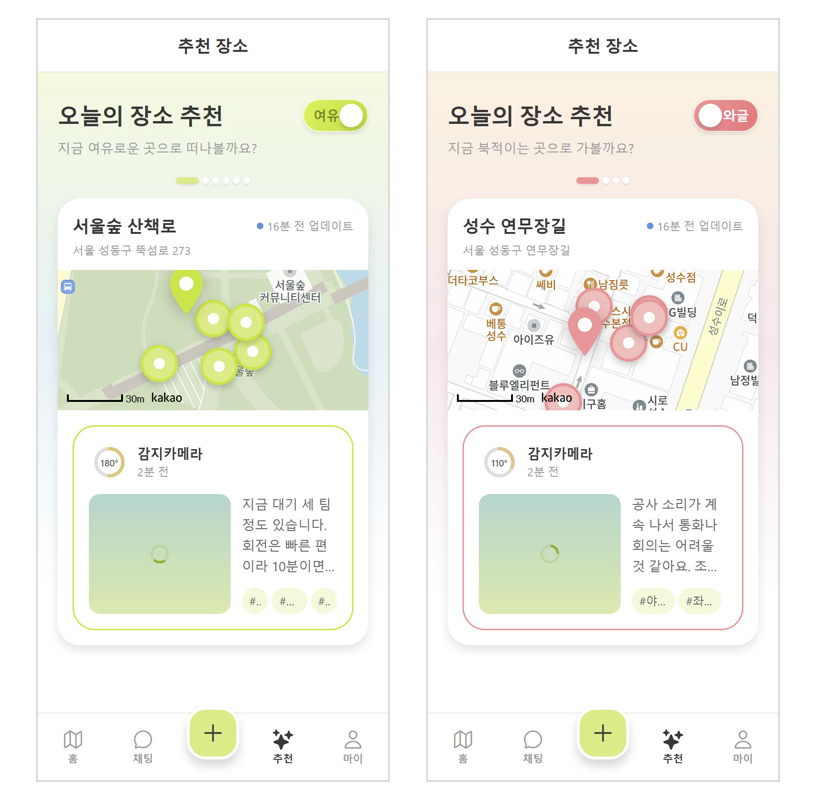 추천 장소
오늘의 장소 추천
여유
지금 여유로운 곳으로 떠나볼까요?
서울숲 산책로
16분 전 업데이트
서울 성동구 뚝섬로 273
서울숲
커뮤니티센터
30m kakao
180°
감지카메라
2분 전
지금 대기 세 팀
정도 있습니다.
회전은 빠른 편
이라 10분이면...
#.. #... #..
홈
채팅
추천
마이
추천 장소
오늘의 장소 추천
와글
지금 북적이는 곳으로 가볼까요?
성수 연무장길
16분 전 업데이트
서울 성동구 연무장길
더타코부스
쎄비
남짐릇
성수점
G빌딩
베통
성수
아이즈유
CU
성수이로
블루엘리펀트
남정빌
30m kakao
시로
110°
감지카메라
2분 전
공사 소리가 계
속 나서 통화나
회의는 어려울
것 같아요. 조...
#야... #좌...
홈
채팅
추천
마이